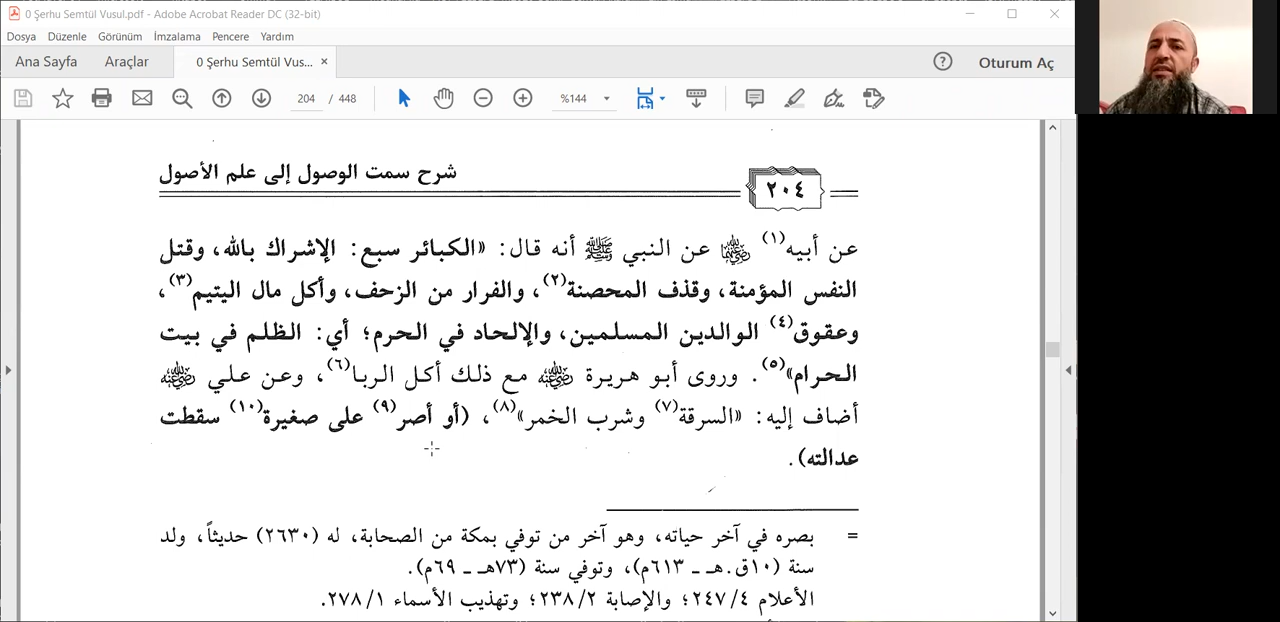 0 Şerhu Semtül Vusul.pdf - Adobe Acrobat Reader DC (32-bit)
Dosya Düzenle Görünüm İmzalama Pencere Yardım
Ana Sayfa Araçlar 0 Şerhu Semtül Vus... × Oturum Aç
204 / 448 %144
شرح سمت الوصول إلى علم الأصول
٢٠٤
عن أبيه(١) رضي الله عنهما عن النبي ﷺ أنه قال: «الكبائر سبع: الإشراك بالله، وقتل
النفس المؤمنة، وقذف المحصنة(٢)، والفرار من الزحف، وأكل مال اليتيم(٣)،
وعقوق(٤) الوالدين المسلمين، والإلحاد في الحرم؛ أي: الظلم في بيت
الحرام»(٥). وروى أبو هريرة رضي الله عنه مع ذلك أكل الربا(٦)، وعن علي رضي الله عنه
أضاف إليه: «السرقة(٧) وشرب الخمر»(٨)، (أو أصر(٩) على صغيرة(١٠) سقطت
عدالته).
= بصره في آخر حياته، وهو آخر من توفي بمكة من الصحابة، له (٢٦٣٠) حديثاً، ولد
سنة (١٠ق.هـ ـ ٦١٣م)، وتوفي سنة (٧٣هـ ـ ٦٩م).
الأعلام ٢٤٧/٤؛ والإصابة ٢٣٨/٢؛ وتهذيب الأسماء ٢٧٨/١.